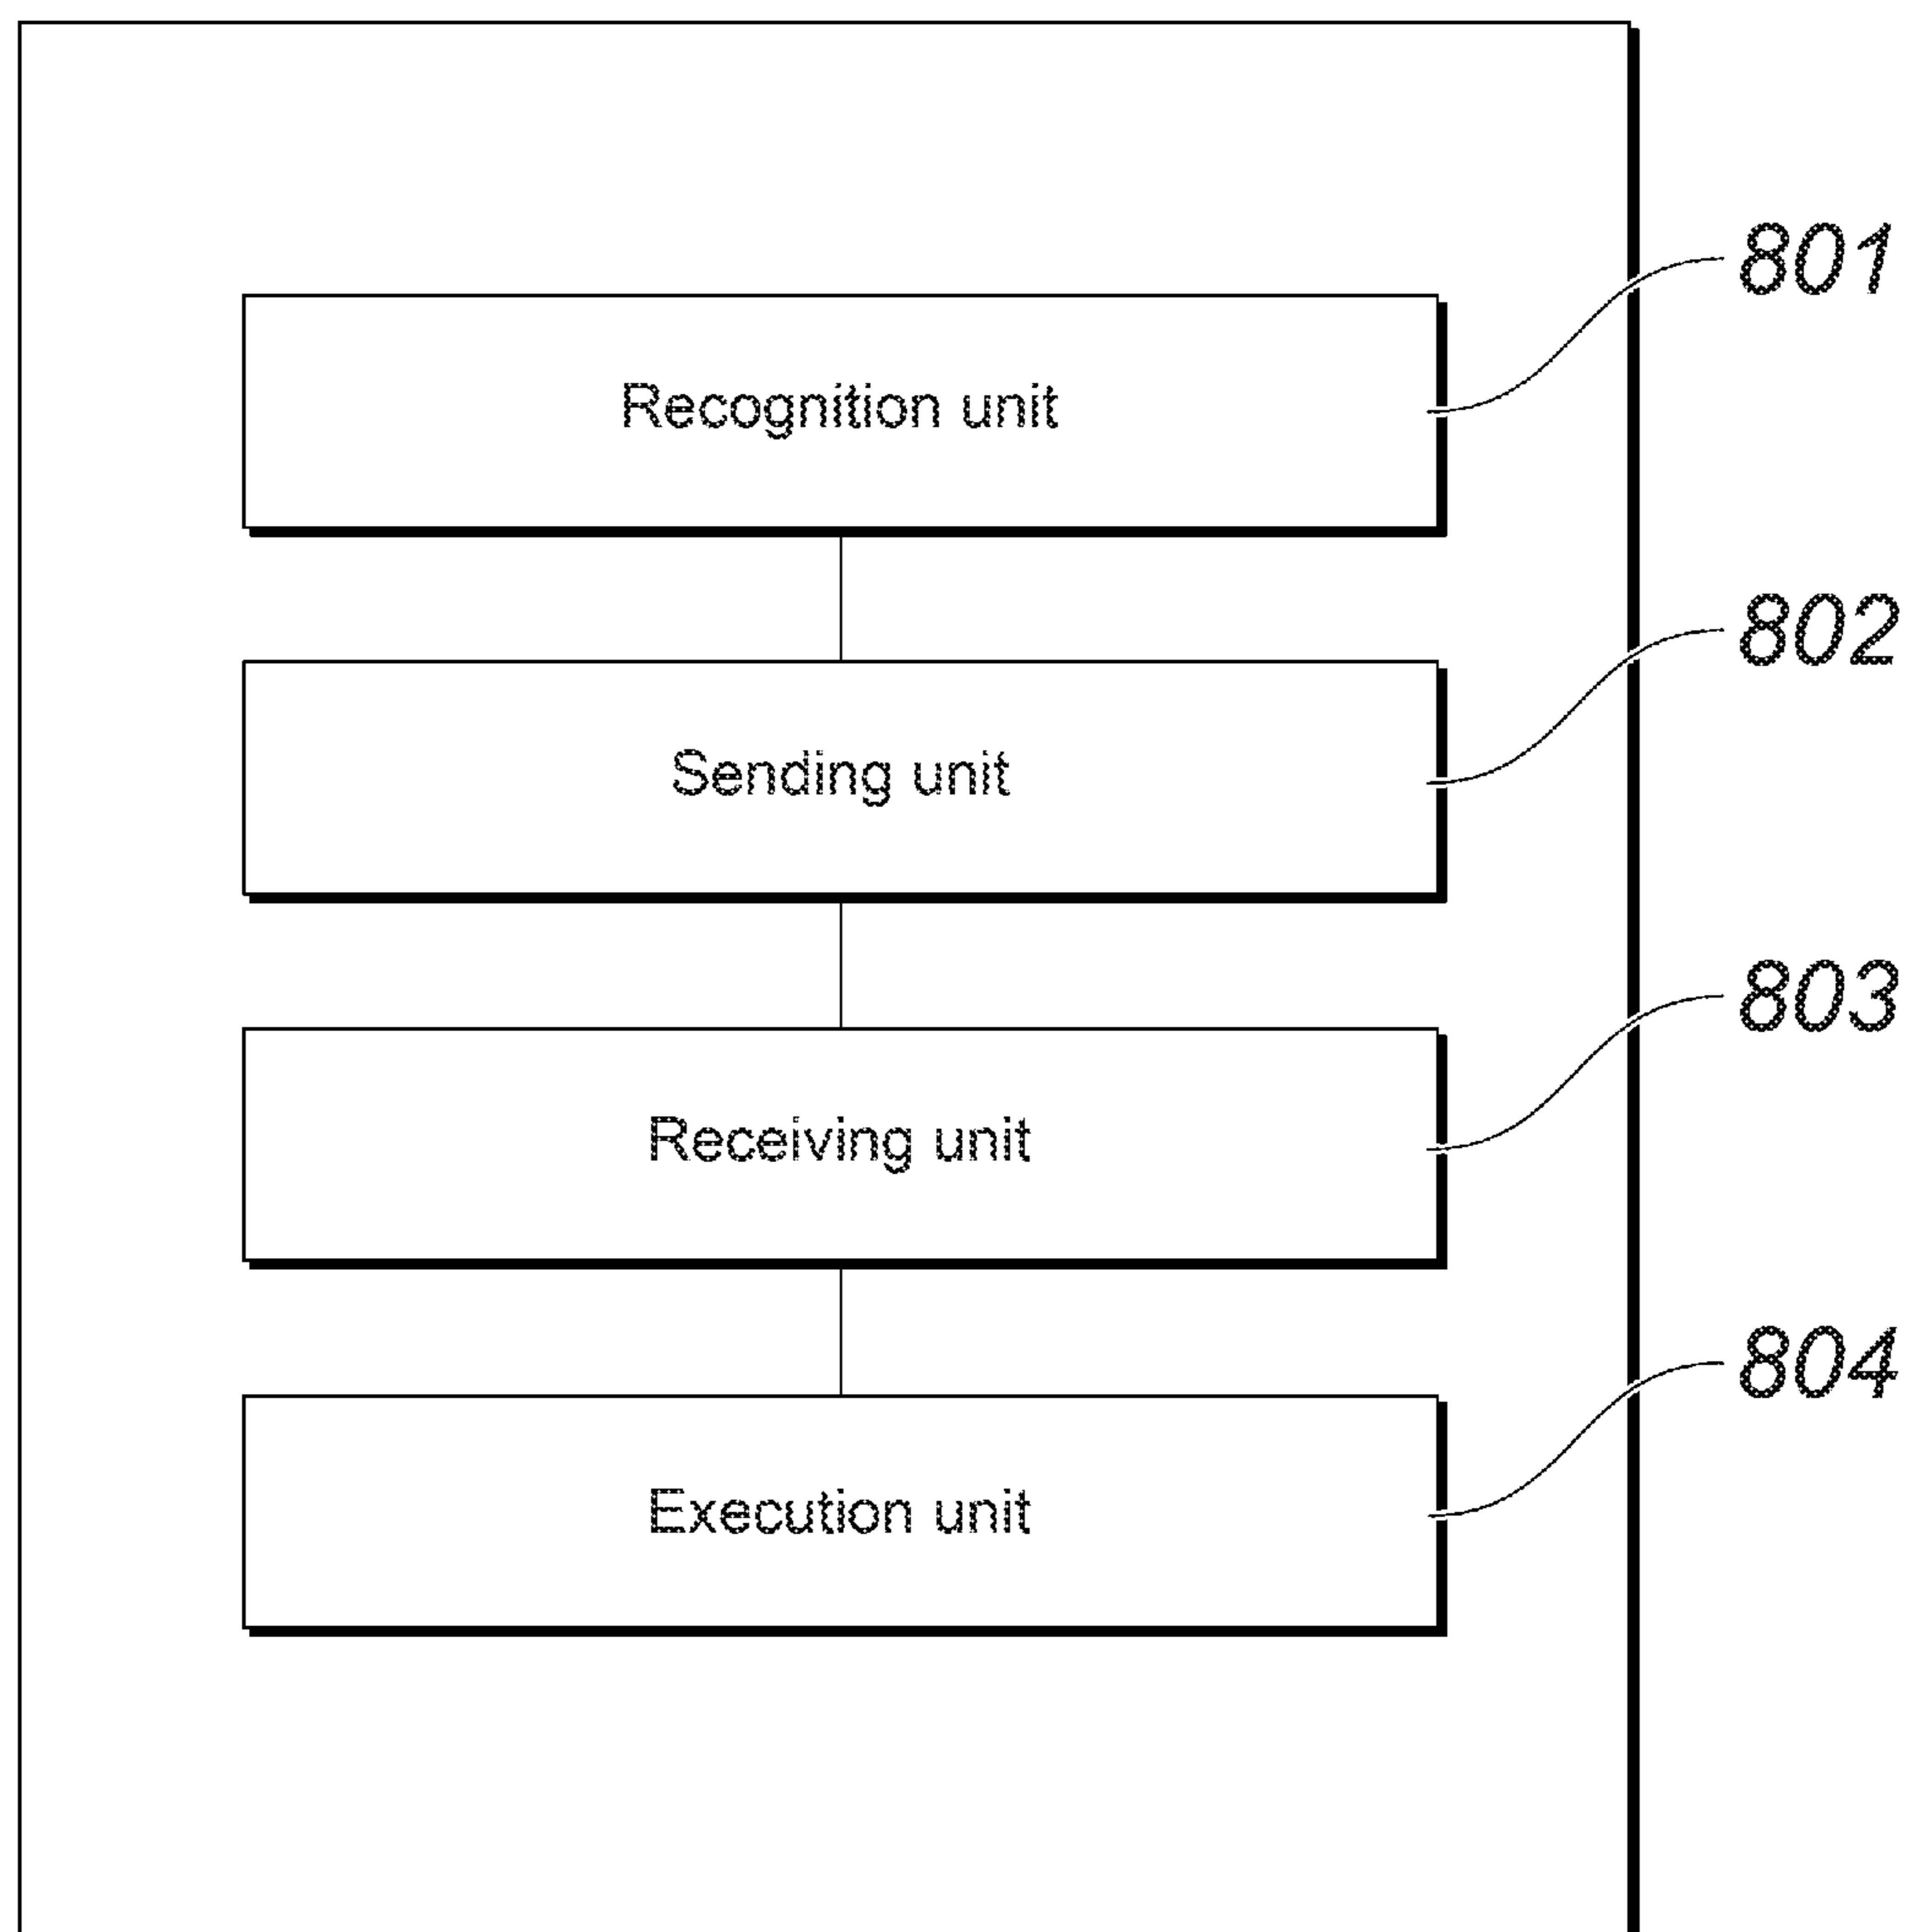 801
Recognition unit
802
Sending unit
803
Receiving unit
804
Execution unit